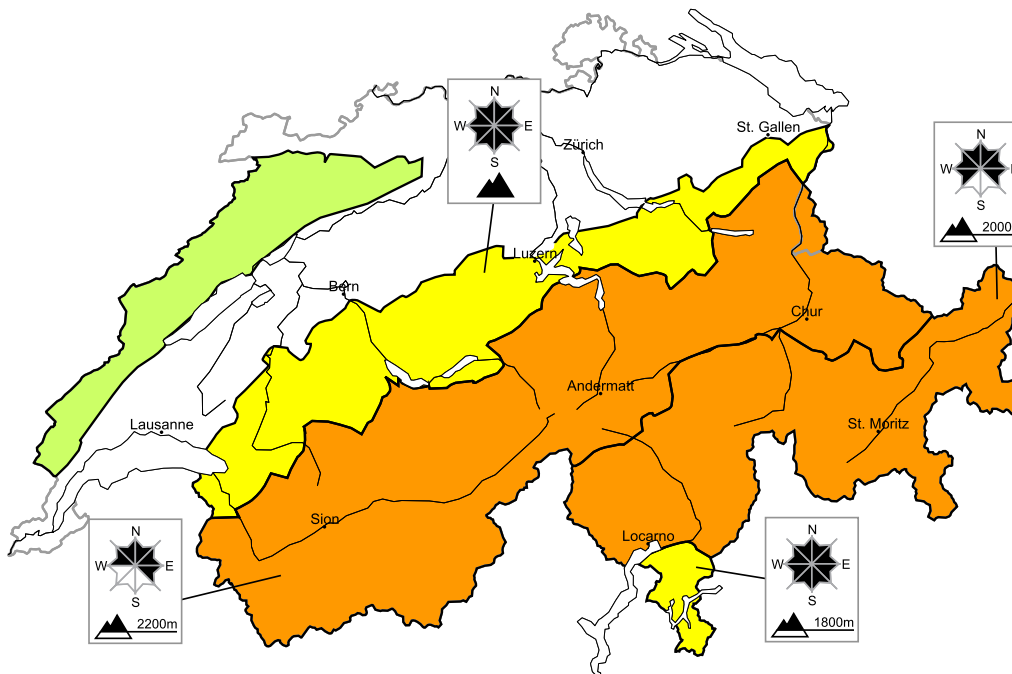 N
W E
S
Zürich
St. Gallen
N
W
S
2000
Luzern
Bern
Chur
Andermatt
Lausanne
St. Moritz
Sion
Locarno
N
W E
S
2200m
N
W E
S
1800m